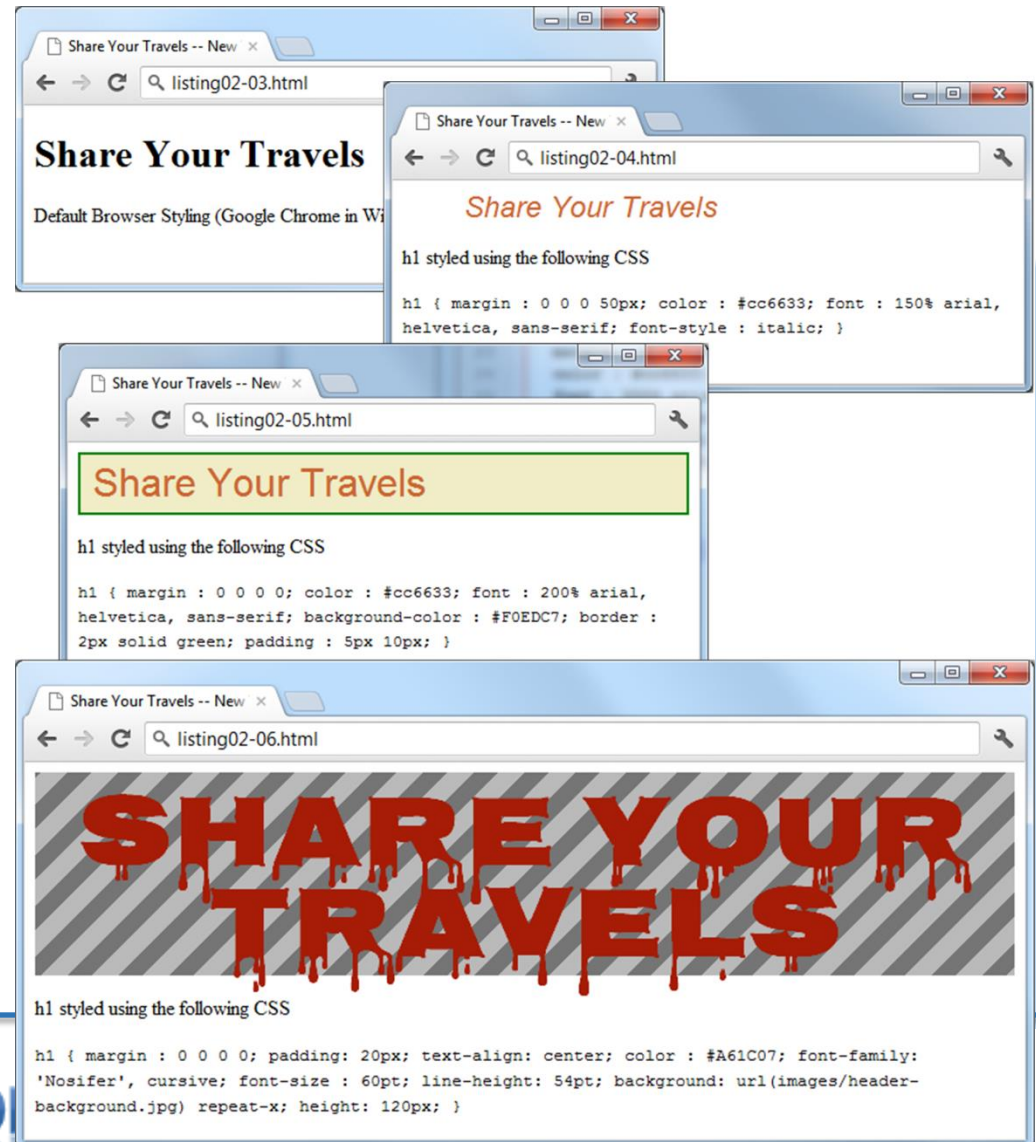 Share Your Travels -- New
listing02-03.html
Share Your Travels
Default Browser Styling (Google Chrome in
Share Your Travels -- New
listing02-04.html
Share Your Travels
h1 styled using the following CSS
h1 { margin : 0 0 0 50px; color : #cc6633; font : 150% arial,
helvetica, sans-serif; font-style : italic; }
Share Your Travels -- New
listing02-05.html
Share Your Travels
h1 styled using the following CSS
h1 { margin : 0 0 0 0; color : #cc6633; font : 200% arial,
helvetica, sans-serif; background-color : #F0EDC7; border :
2px solid green; padding : 5px 10px; }
Share Your Travels -- New
listing02-06.html
SHARE YOUR
TRAVELS
h1 styled using the following CSS
h1 { margin : 0 0 0 0; padding: 20px; text-align: center; color : #A61C07; font-family:
'Nosifer', cursive; font-size : 60pt; line-height: 54pt; background: url(images/header-
background.jpg) repeat-x; height: 120px; }